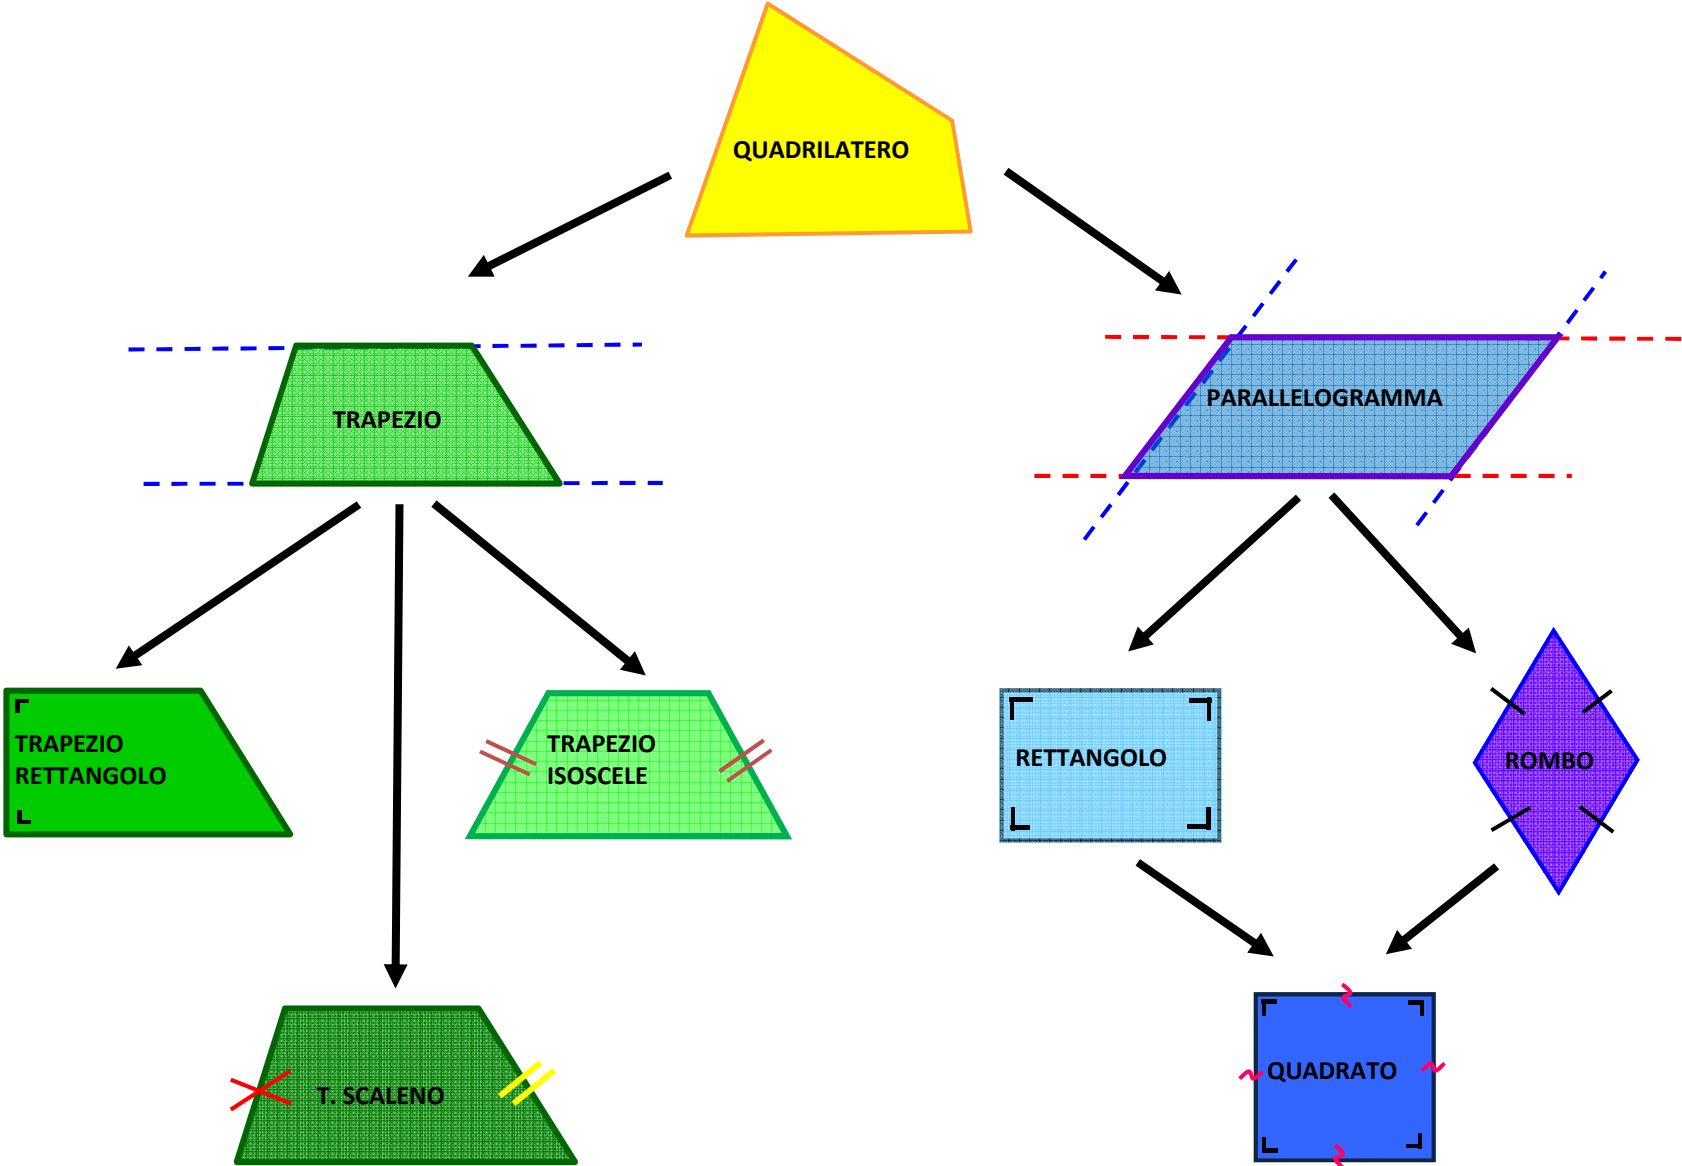 QUADRILATERO
TRAPEZIO
PARALLELOGRAMMA
TRAPEZIO
RETTANGOLO
TRAPEZIO
ISOSCELE
RETTANGOLO
ROMBO
T. SCALENO
QUADRATO